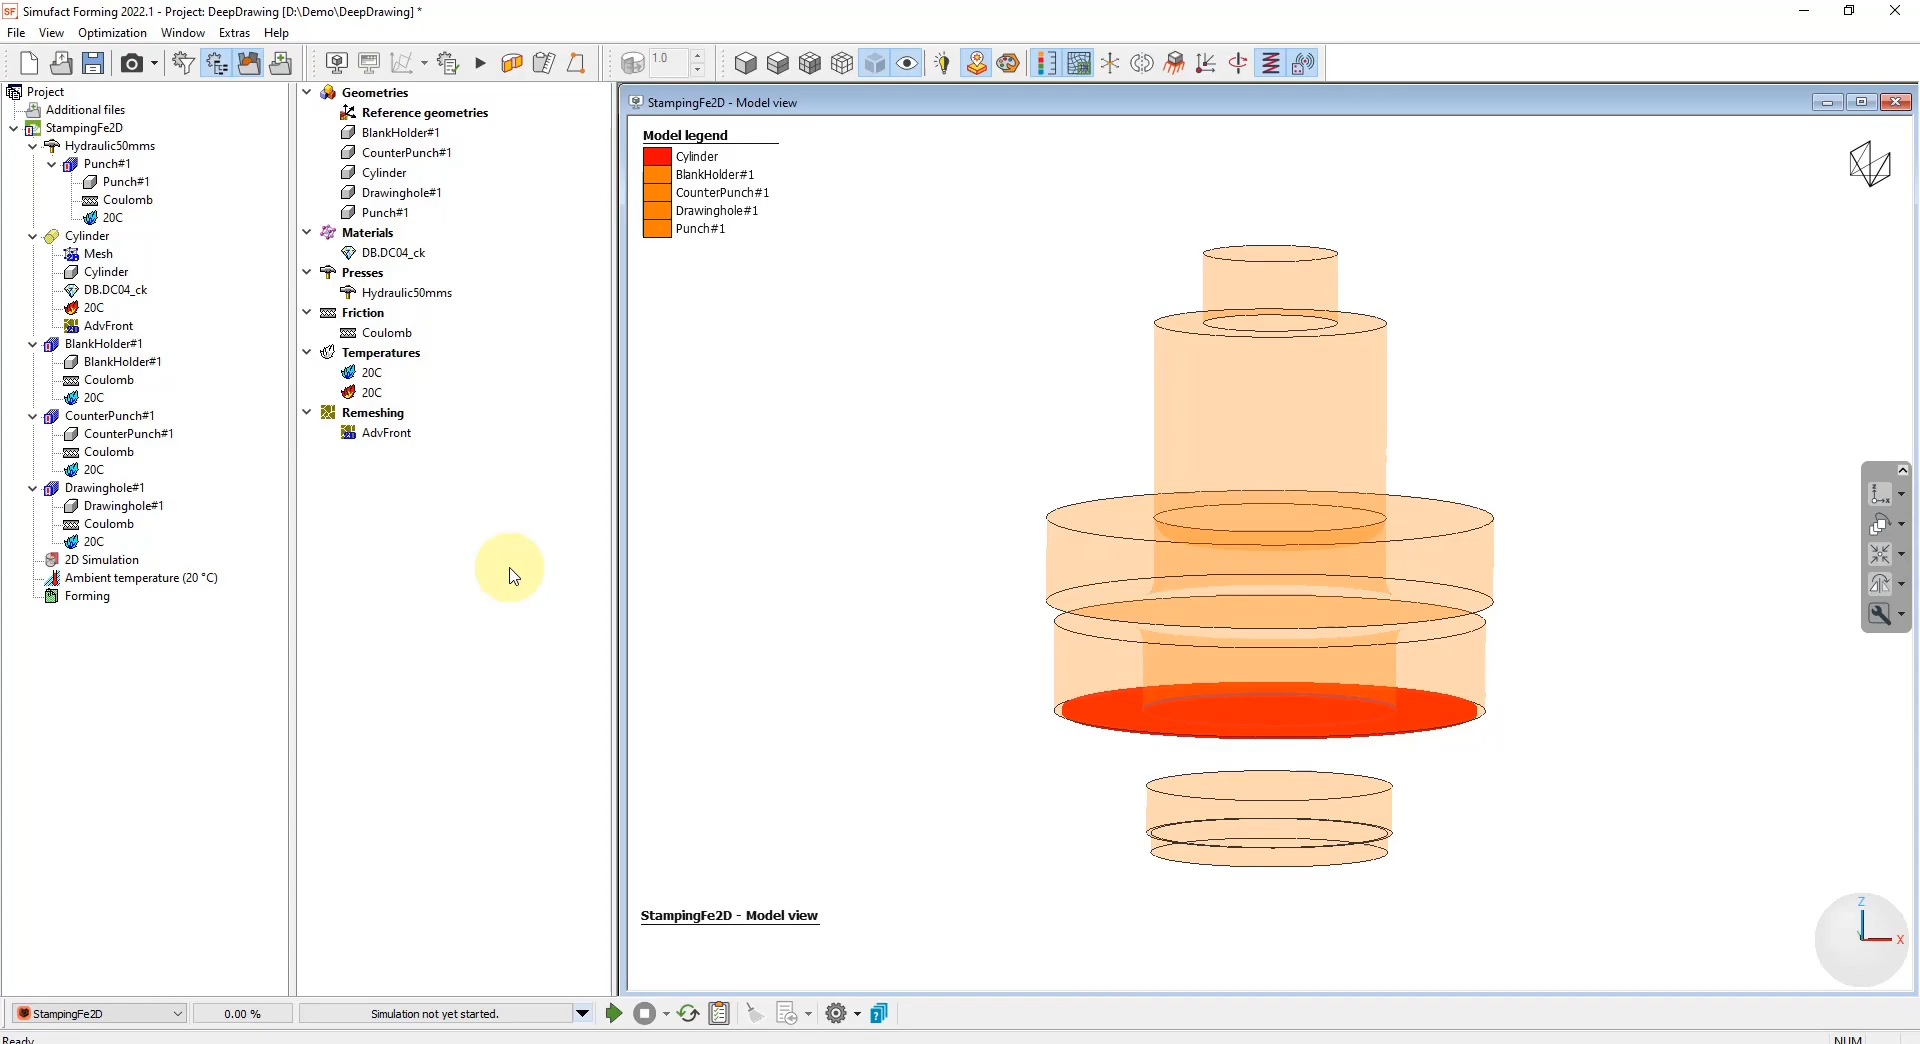 Simufact Forming 2022.1 - Project: DeepDrawing [D:\Demo\DeepDrawing] *
File View Optimization Window Extras Help
1.0
Project
Additional files
StampingFe2D
Hydraulic50mms
Punch#1
Punch#1
Coulomb
20C
Cylinder
Mesh
Cylinder
DB.DC04_ck
20C
AdvFront
BlankHolder#1
BlankHolder#1
Coulomb
20C
CounterPunch#1
CounterPunch#1
Coulomb
20C
Drawinghole#1
Drawinghole#1
Coulomb
20C
2D Simulation
Ambient temperature (20 °C)
Forming
Geometries
Reference geometries
BlankHolder#1
CounterPunch#1
Cylinder
Drawinghole#1
Punch#1
Materials
DB.DC04_ck
Presses
Hydraulic50mms
Friction
Coulomb
Temperatures
20C
20C
Remeshing
AdvFront
StampingFe2D - Model view
Model legend
Cylinder
BlankHolder#1
CounterPunch#1
Drawinghole#1
Punch#1
StampingFe2D - Model view
Z
X
StampingFe2D
0.00 %
Simulation not yet started.
Ready
NUM